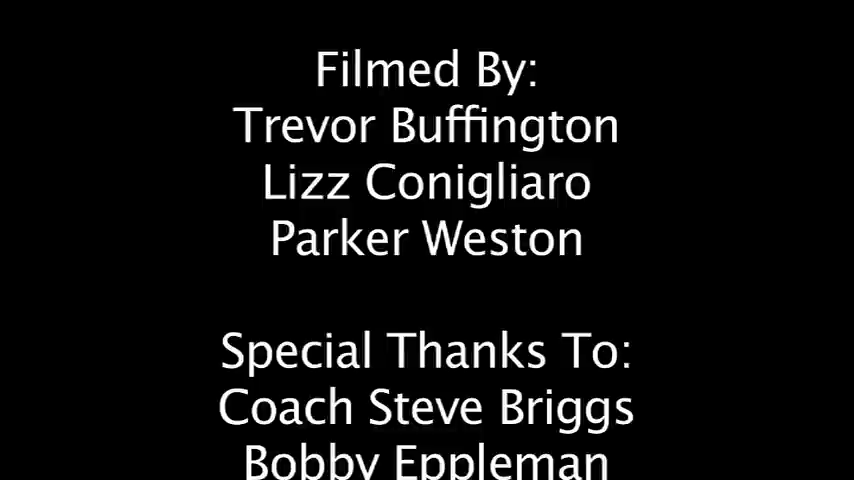 Filmed By:
Trevor Buffington
Lizz Conigliaro
Parker Weston
Special Thanks To:
Coach Steve Briggs
Bobby Eppleman